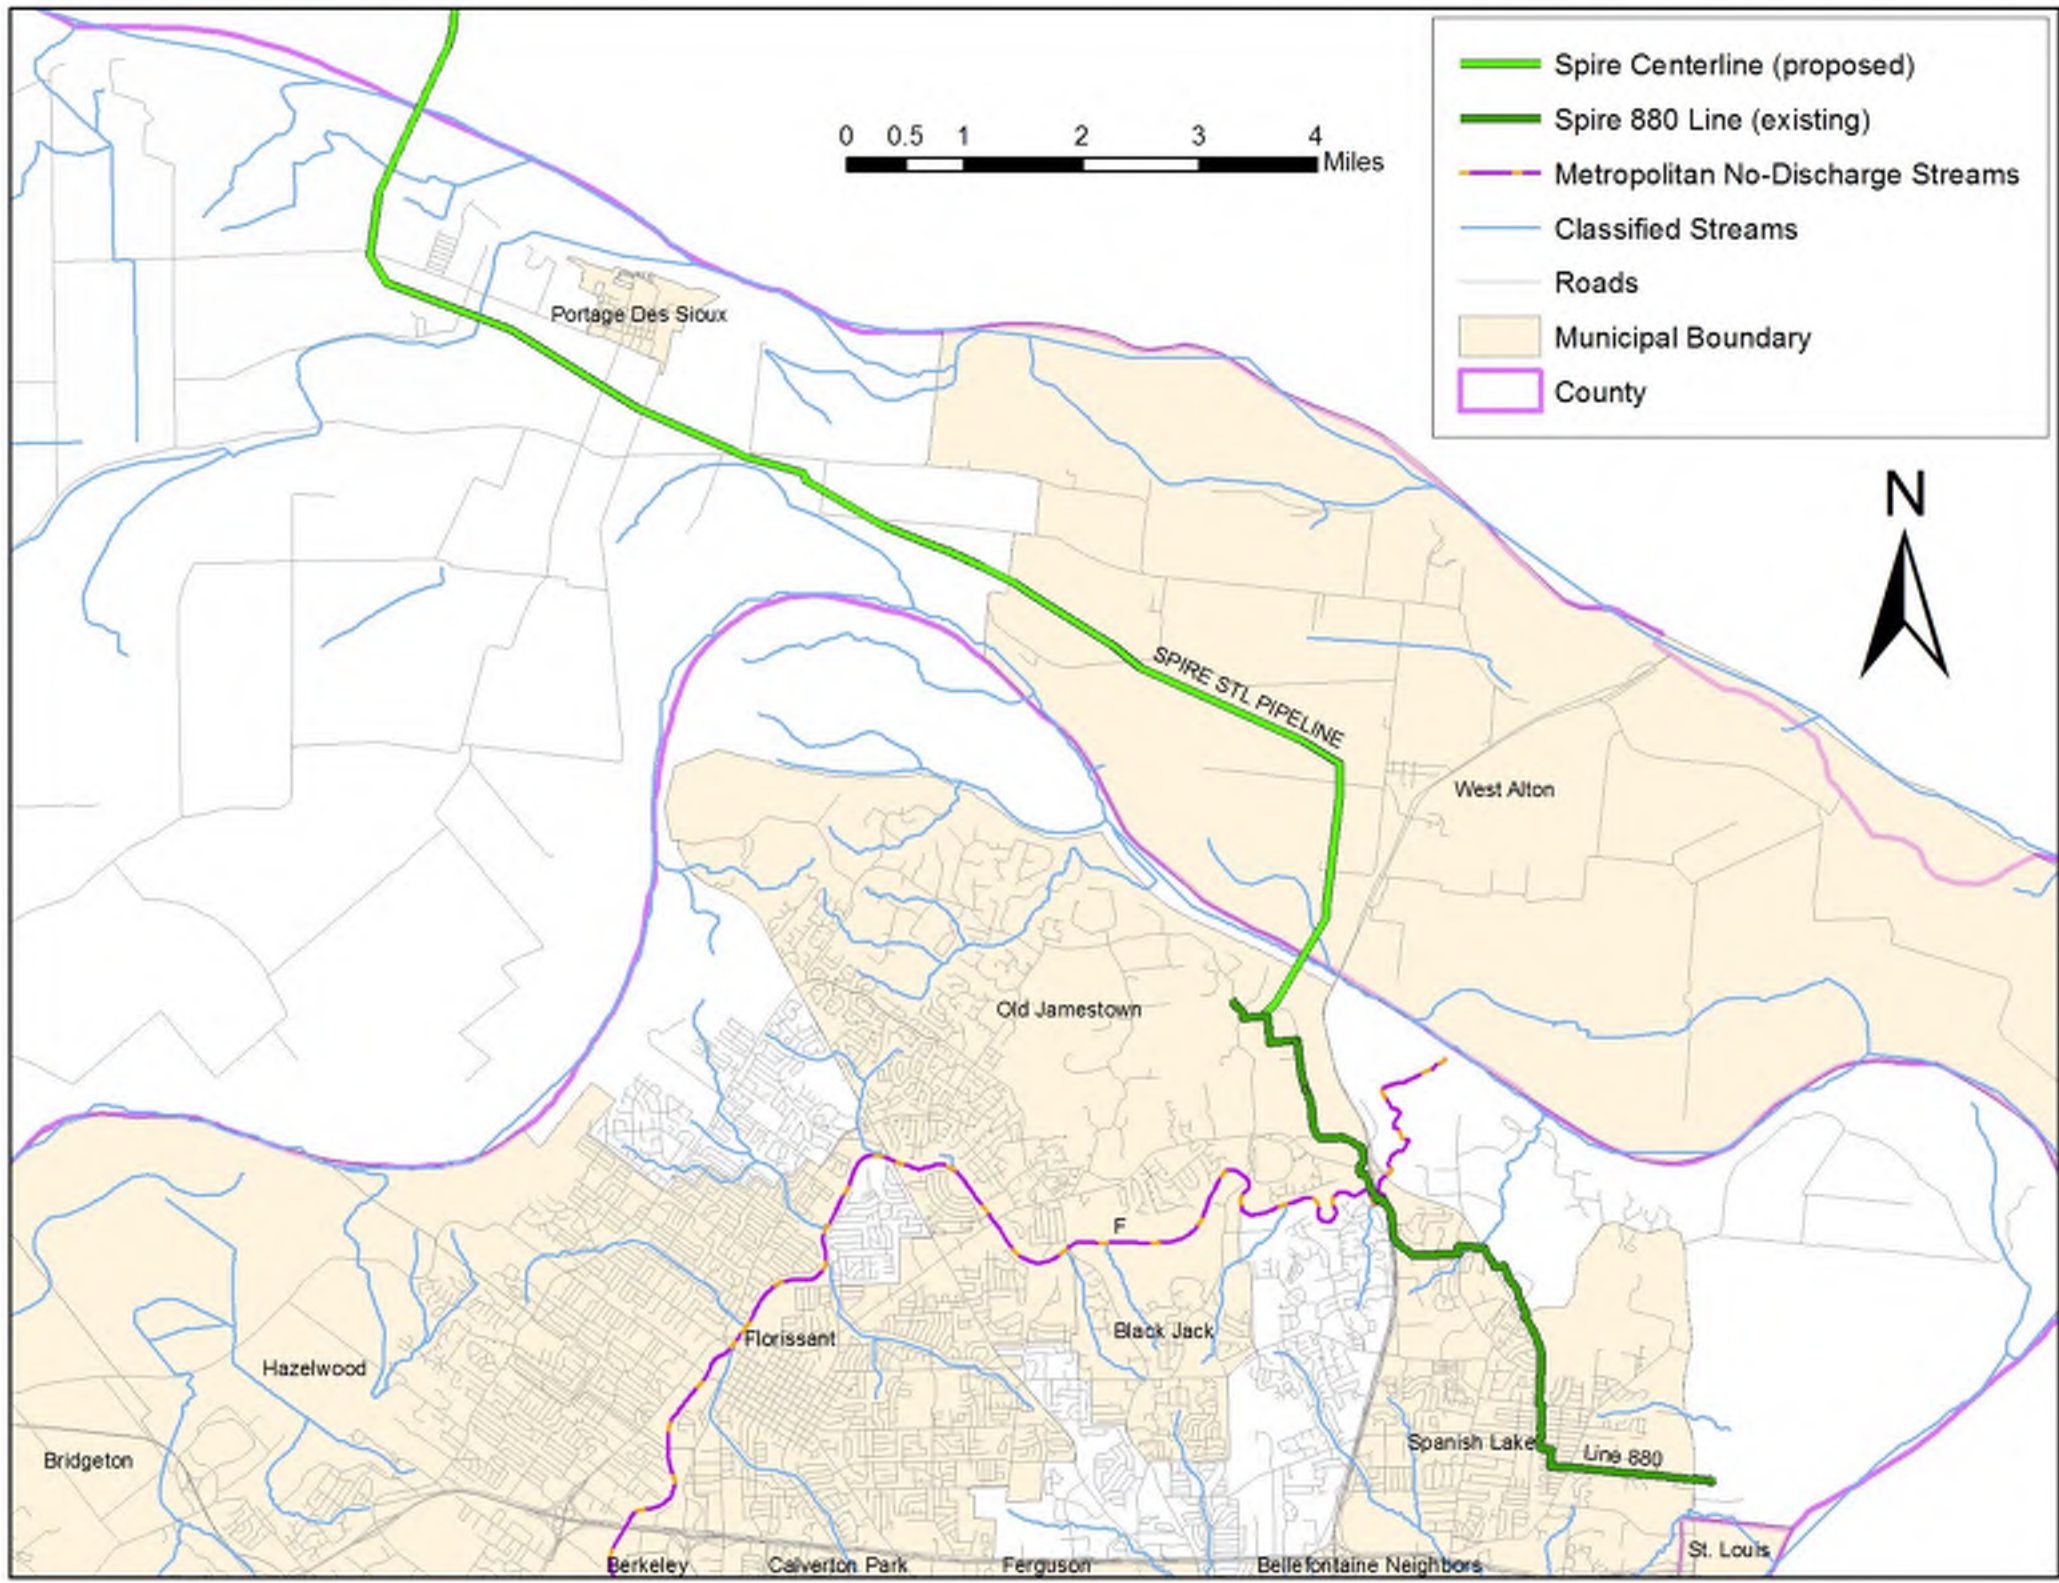 Spire Centerline (proposed)
Spire 880 Line (existing)
Metropolitan No-Discharge Streams
Classified Streams
Roads
Municipal Boundary
County
0 0.5 1 2 3 4
Miles
N
Portage Des Sioux
SPIRE STL PIPELINE
West Alton
Old Jamestown
F
Florissant
Black Jack
Hazelwood
Bridgeton
Spanish Lake
Line 880
St. Louis
Berkeley
Calverton Park
Ferguson
Bellefontaine Neighbors